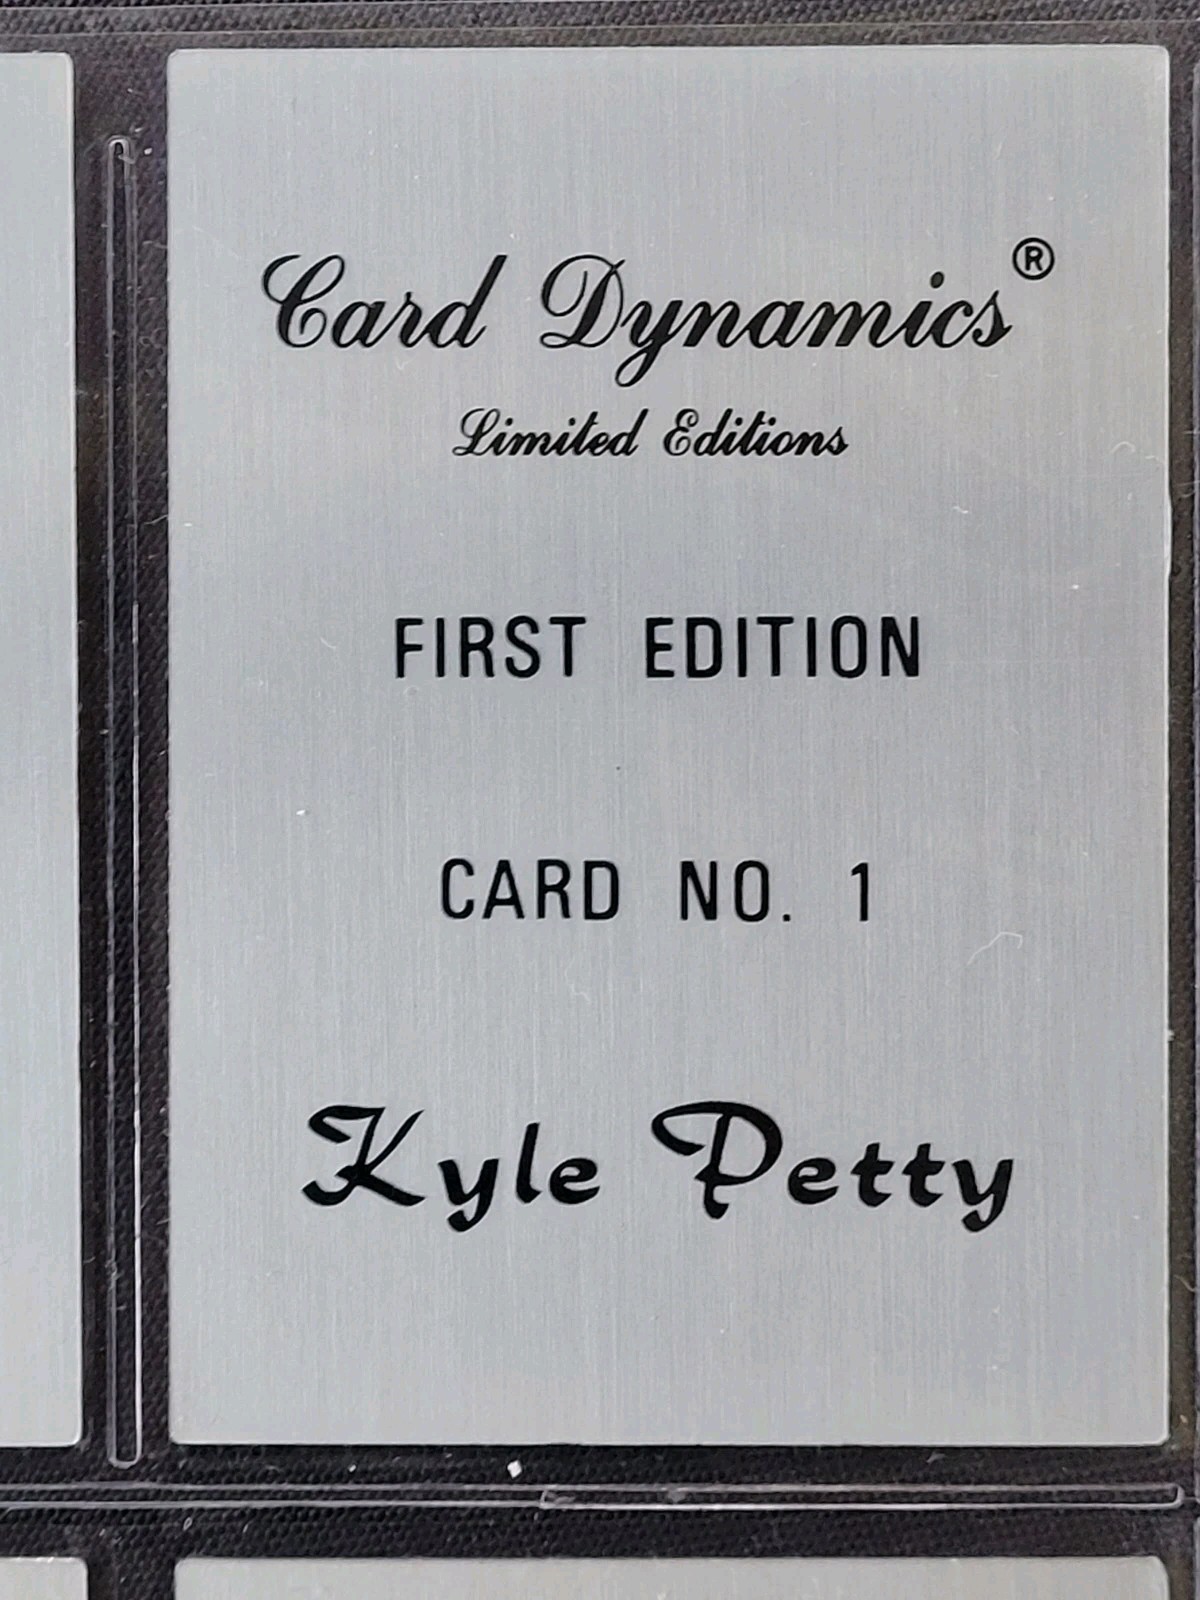 Card Dynamics®
Limited Editions
FIRST EDITION
CARD NO. 1
Kyle Petty